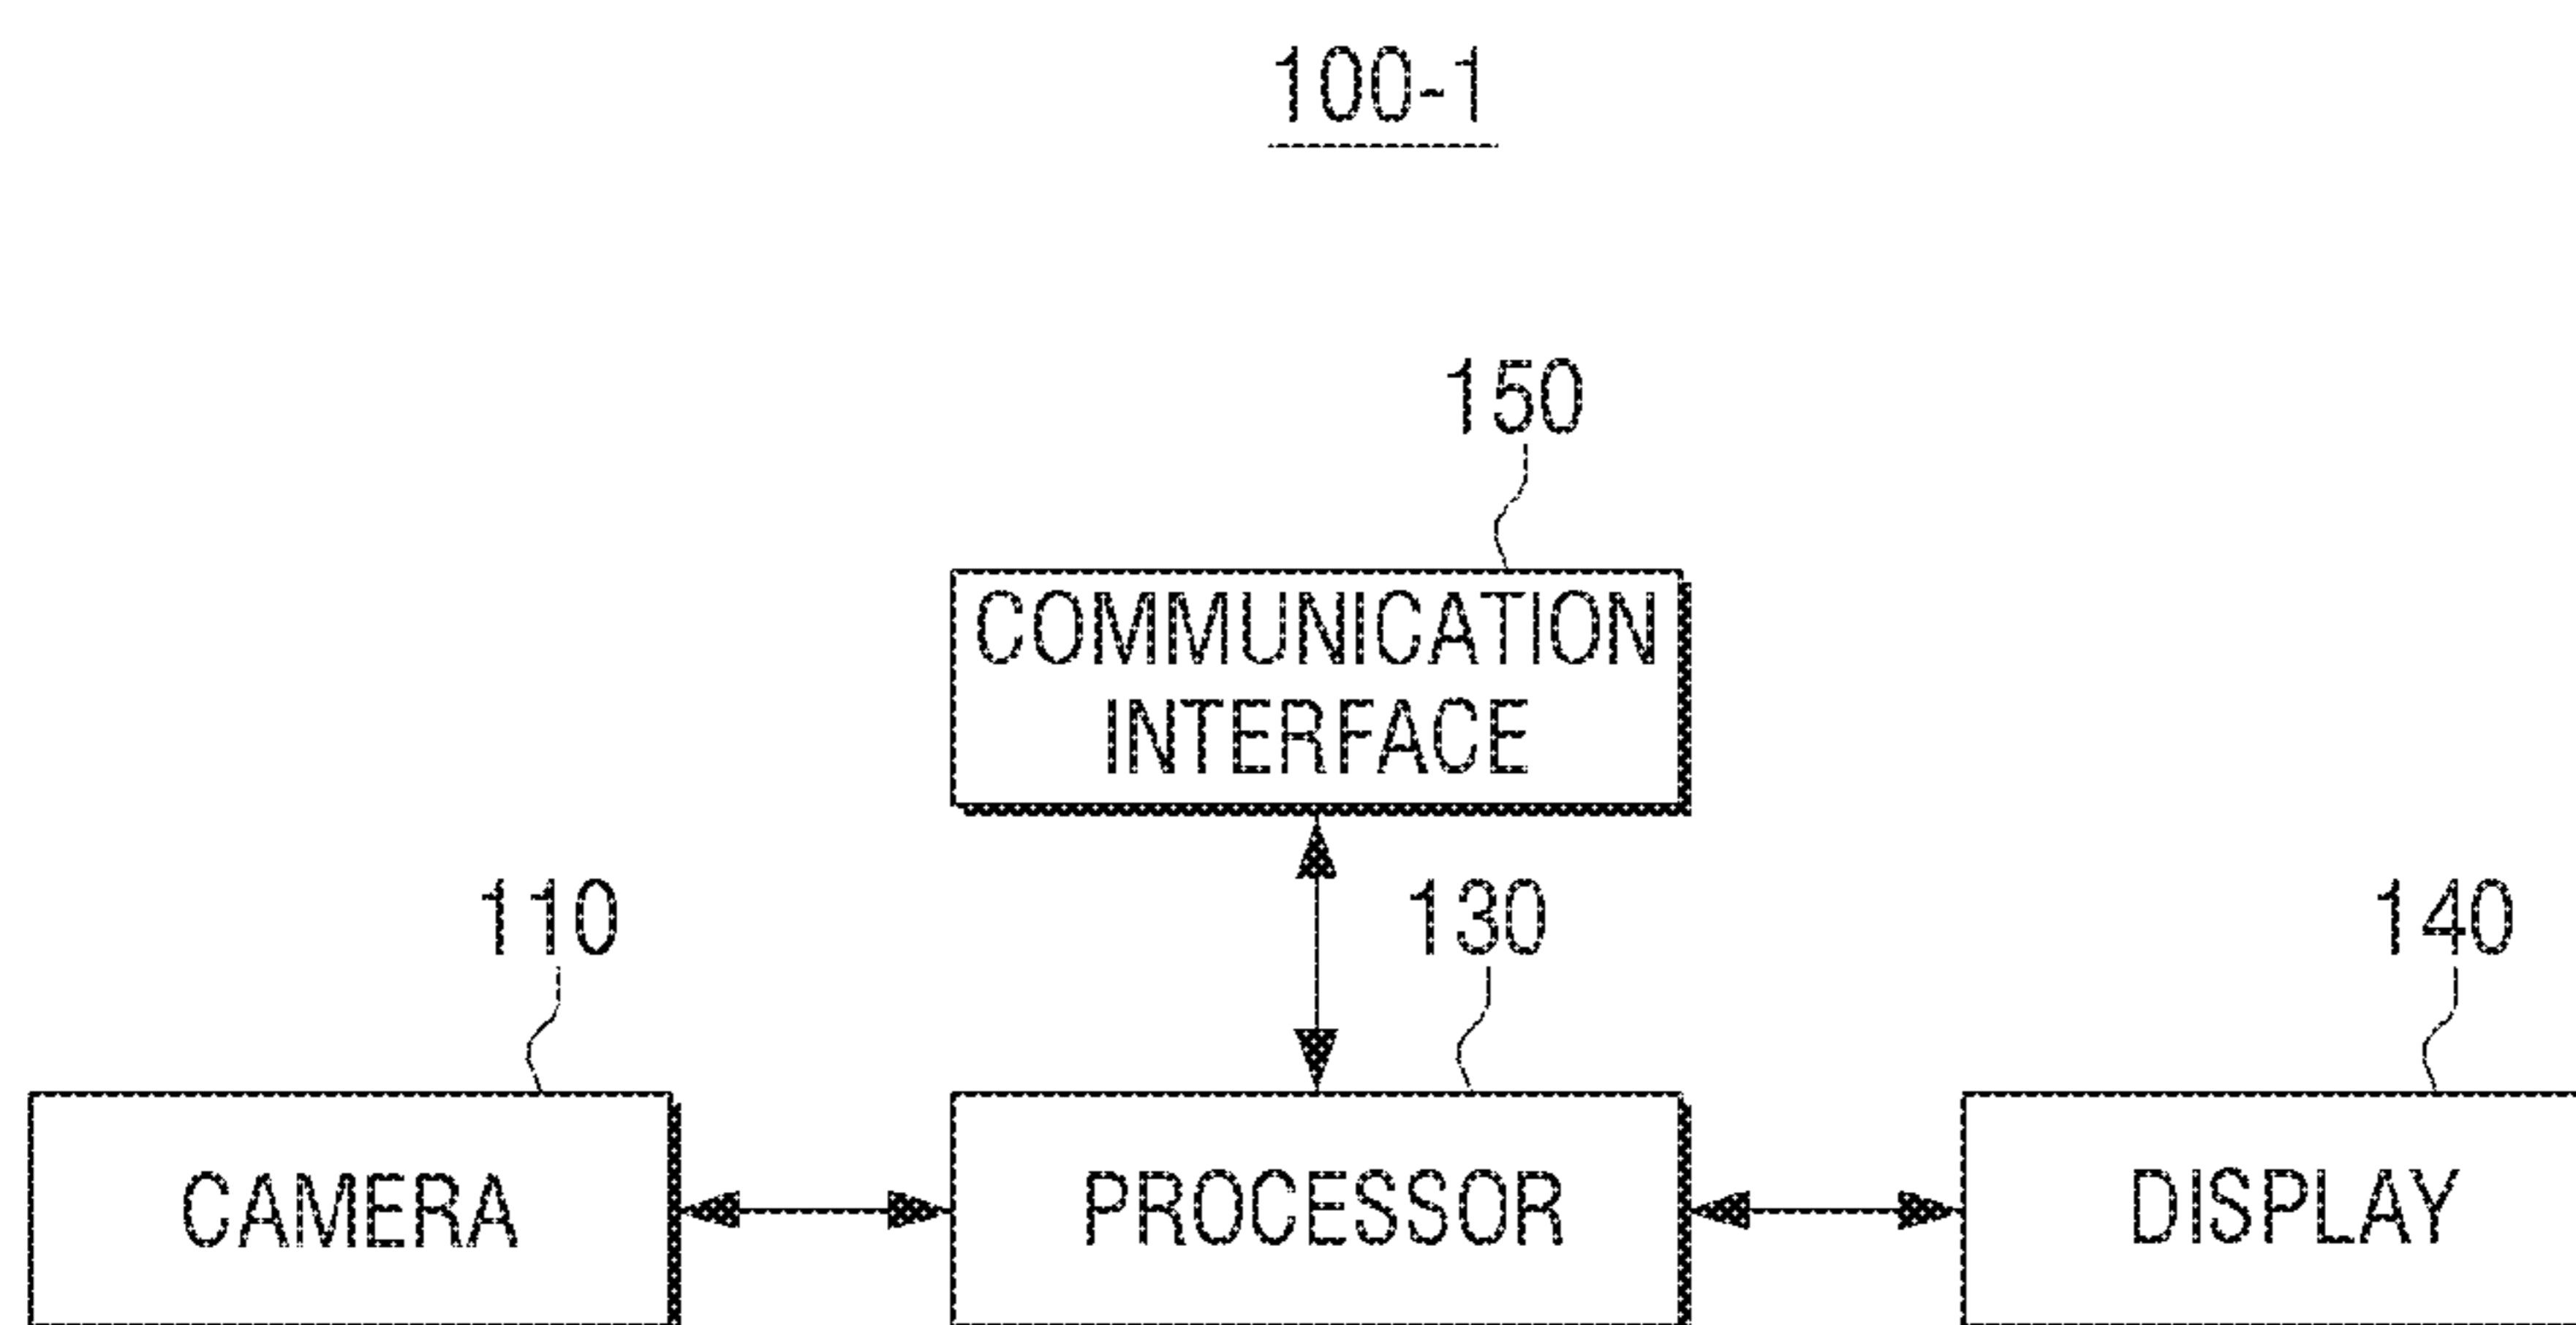 100-1
150
COMMUNICATION
INTERFACE
110
130
140
CAMERA
PROCESSOR
DISPLAY